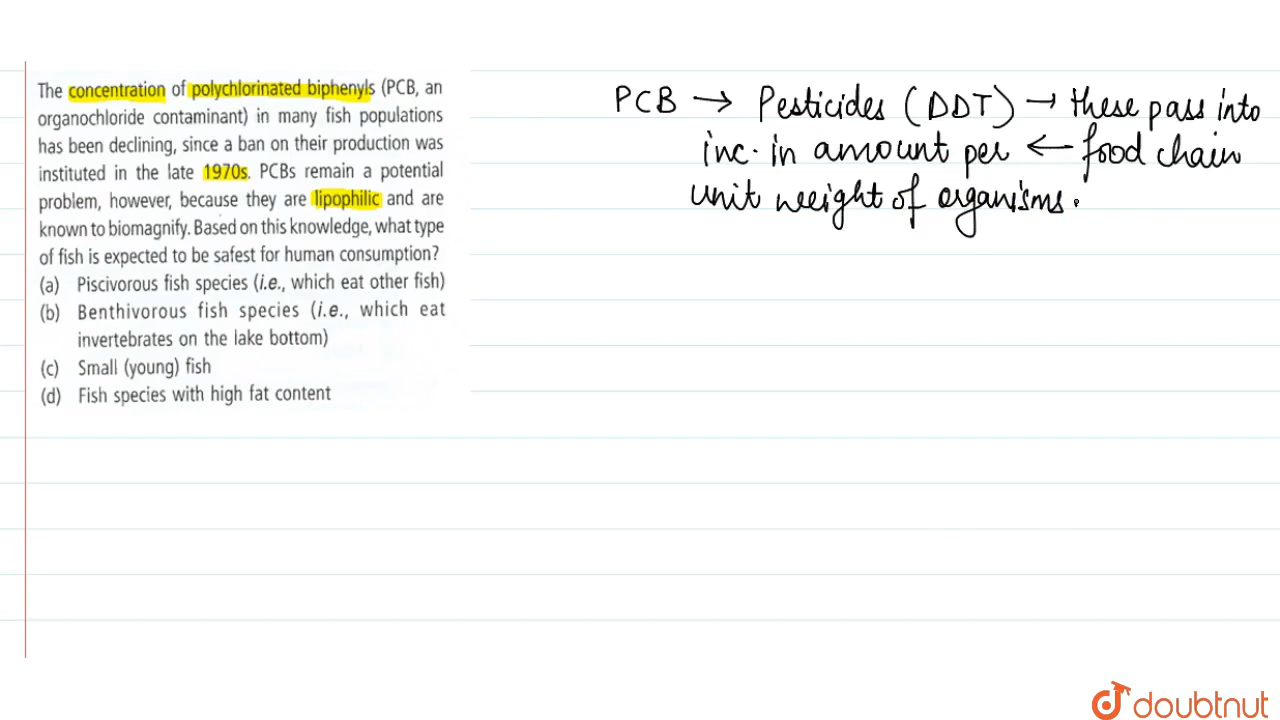 The concentration of polychlorinated biphenyls (PCB, an
organochloride contaminant) in many fish populations
has been declining, since a ban on their production was
instituted in the late 1970s. PCBs remain a potential
problem, however, because they are lipophilic and are
known to biomagnify. Based on this knowledge, what type
of fish is expected to be safest for human consumption?
(a) Piscivorous fish species (i.e., which eat other fish)
(b) Benthivorous fish species (i.e., which eat
invertebrates on the lake bottom)
(c) Small (young) fish
(d) Fish species with high fat content
PCB → Pesticides (DDT) → these pass into
inc. in amount per ← food chain
unit weight of organisms.
doubtnut